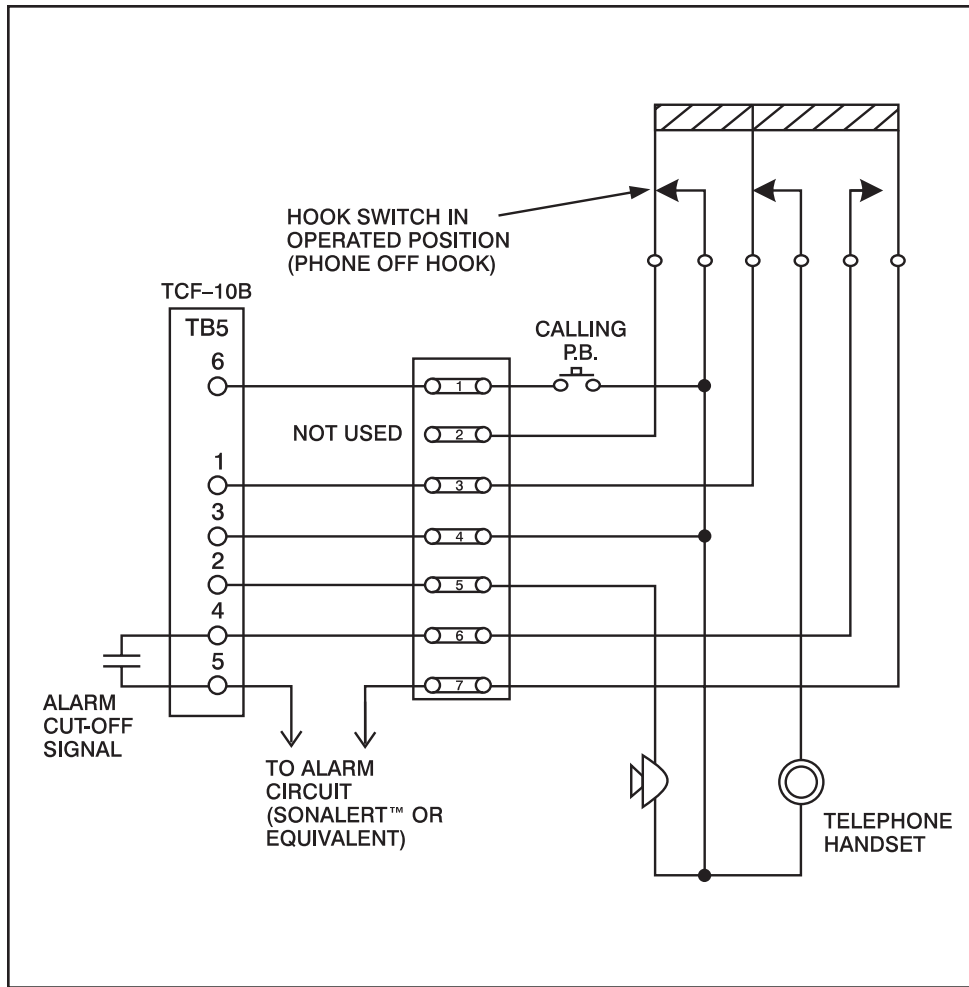 HOOK SWITCH IN
OPERATED POSITION
(PHONE OFF HOOK)
TCF–10B
TB5
CALLING
P.B.
6
1
NOT USED
2
1
3
3
4
2
5
4
6
5
7
ALARM
CUT-OFF
SIGNAL
TO ALARM
CIRCUIT
(SONALERT™ OR
EQUIVALENT)
TELEPHONE
HANDSET